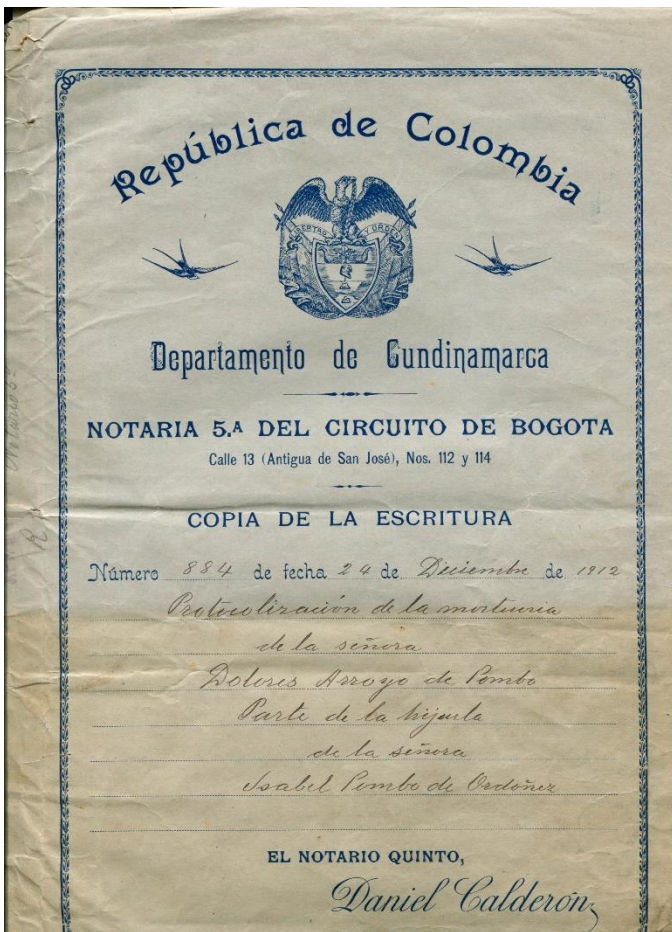 República de Colombia
LIBERTAD Y ORDEN
Departamento de Cundinamarca
NOTARIA 5.A DEL CIRCUITO DE BOGOTA
Calle 13 (Antigua de San José), Nos. 112 y 114
COPIA DE LA ESCRITURA
Número 884 de fecha 24 de Diciembre de 1912
Protocolización de la mortuoria
de la señora
Dolores Arroyo de Pombo
Parte de la hijuela
de la señora
Isabel Pombo de Ordóñez
EL NOTARIO QUINTO,
Daniel Calderón